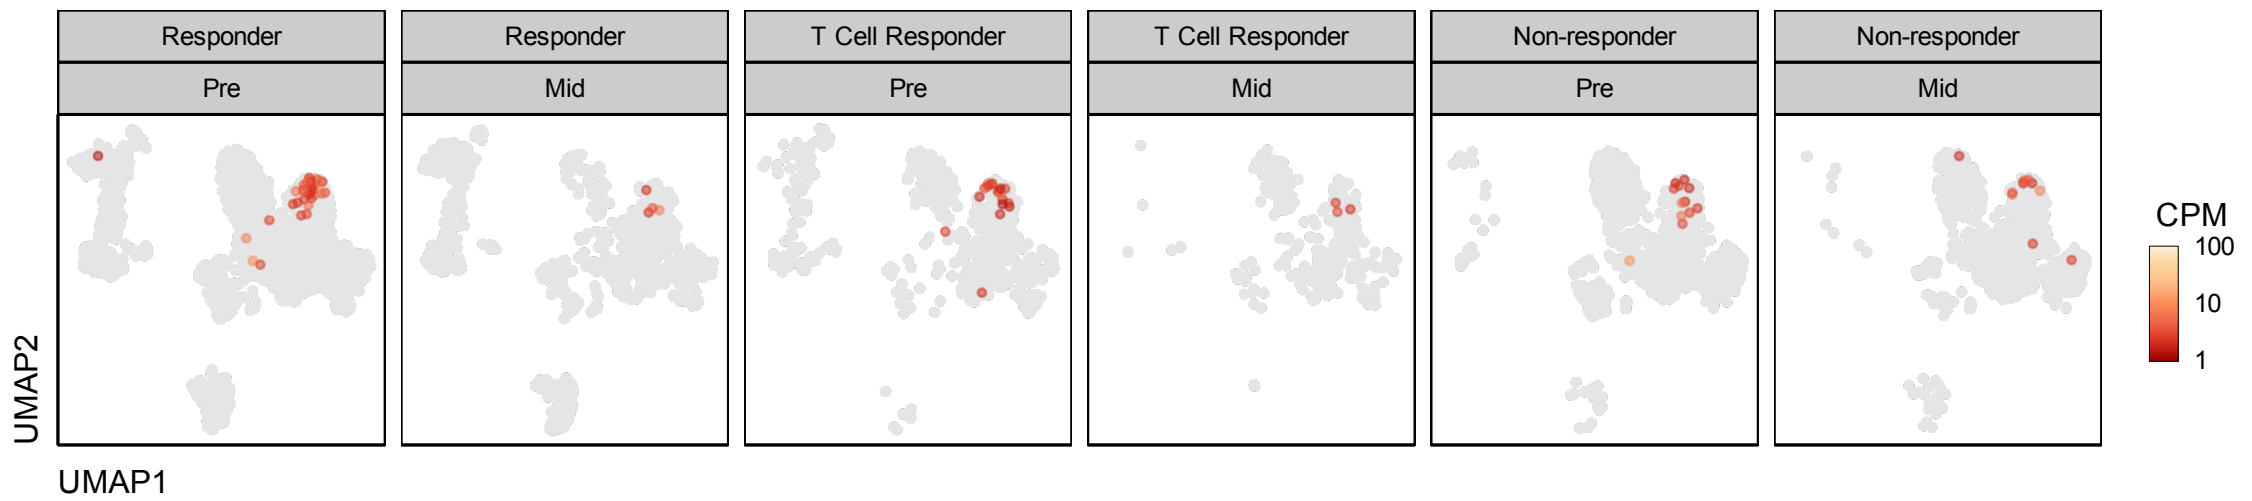 Responder Responder T Cell Responder T Cell Responder Non-responder Non-responder
Pre Mid Pre Mid Pre Mid
CPM
100
10
1
UMAP2
UMAP1